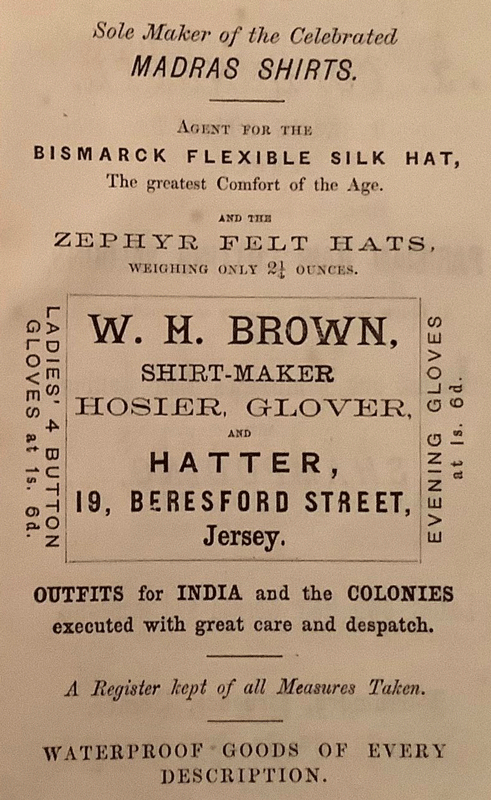 Sole Maker of the Celebrated
MADRAS SHIRTS.
AGENT FOR THE
BISMARCK FLEXIBLE SILK HAT,
The greatest Comfort of the Age.
AND THE
ZEPHYR FELT HATS,
WEIGHING ONLY 2¼ OUNCES.
LADIES' 4 BUTTON
GLOVES at 1s. 6d.
W. H. BROWN,
SHIRT-MAKER
HOSIER, GLOVER,
AND
HATTER,
19, BERESFORD STREET,
Jersey.
EVENING GLOVES
at 1s. 6d.
OUTFITS for INDIA and the COLONIES
executed with great care and despatch.
A Register kept of all Measures Taken.
WATERPROOF GOODS OF EVERY
DESCRIPTION.